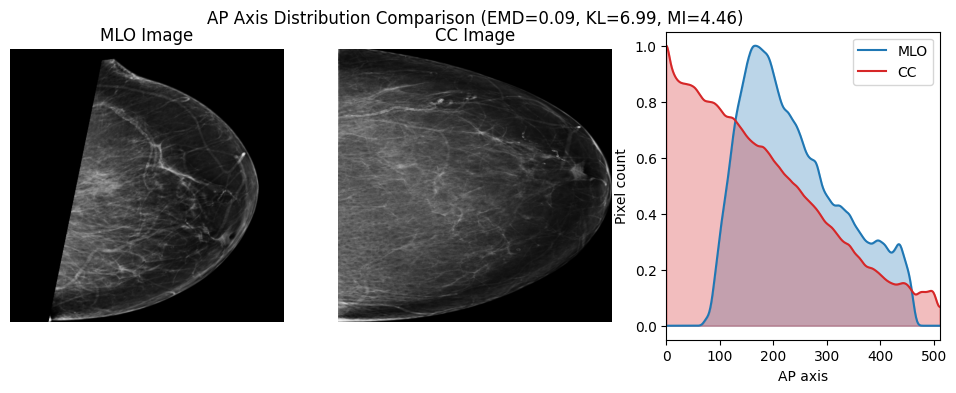 AP Axis Distribution Comparison (EMD=0.09, KL=6.99, MI=4.46)
MLO Image
CC Image
MLO
CC
1.0
0.8
0.6
0.4
0.2
0.0
Pixel count
0 100 200 300 400 500
AP axis